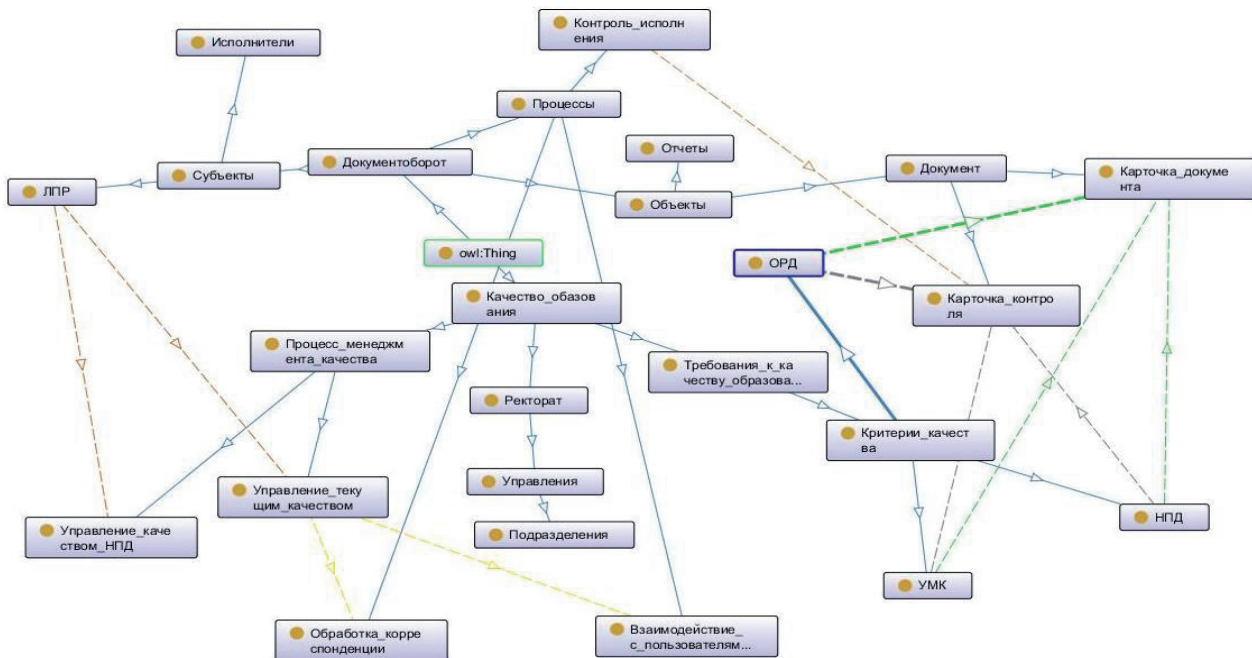 Контроль_исполн
ения
Исполнители
Процессы
Отчеты
Документоборот
Документ
Карточка_докуме
нта
Субъекты
ЛПР
Объекты
owl:Thing
ОРД
Качество_обазов
ания
Карточка_контро
ля
Процесс_менеджм
ента_качества
Требования_к_ка
честву_образова...
Ректорат
Критерии_качест
ва
Управления
Управление_теку
щим_качеством
НПД
Управление_каче
ством_НПД
Подразделения
УМК
Обработка_корре
спонденции
Взаимодействие_
с_пользователям...